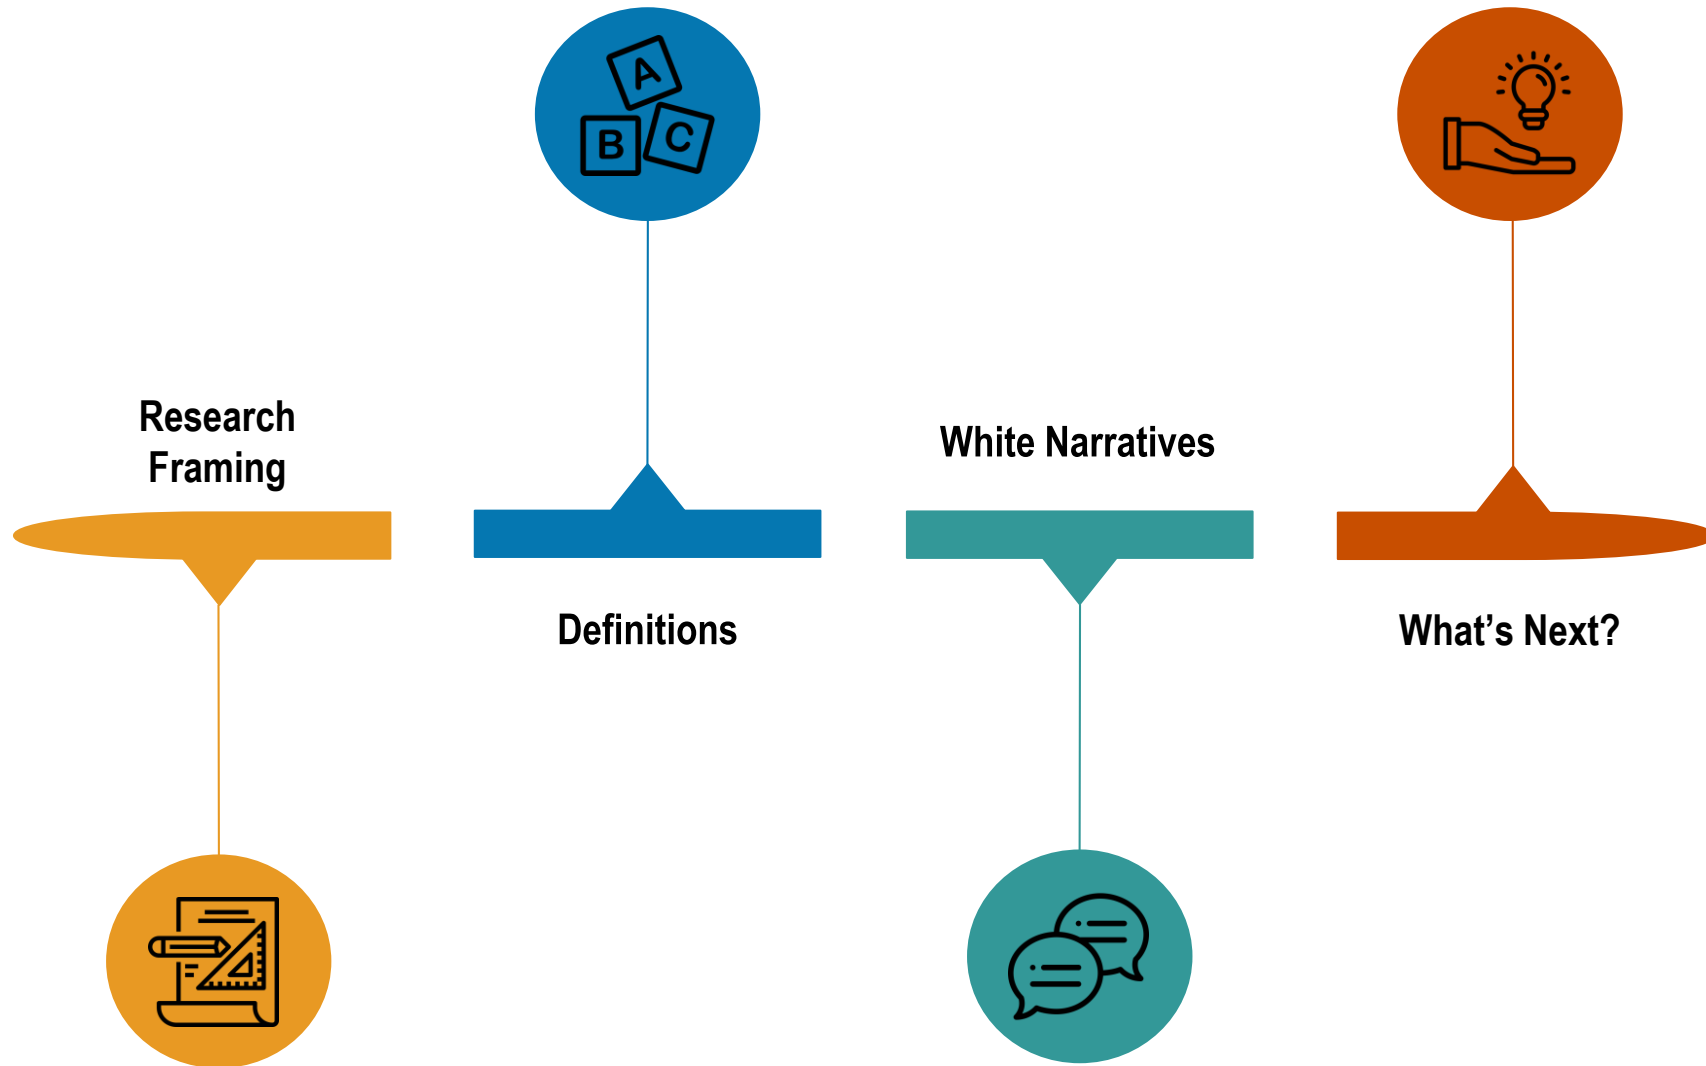 A
B
C
Research
Framing
Definitions
White Narratives
What’s Next?